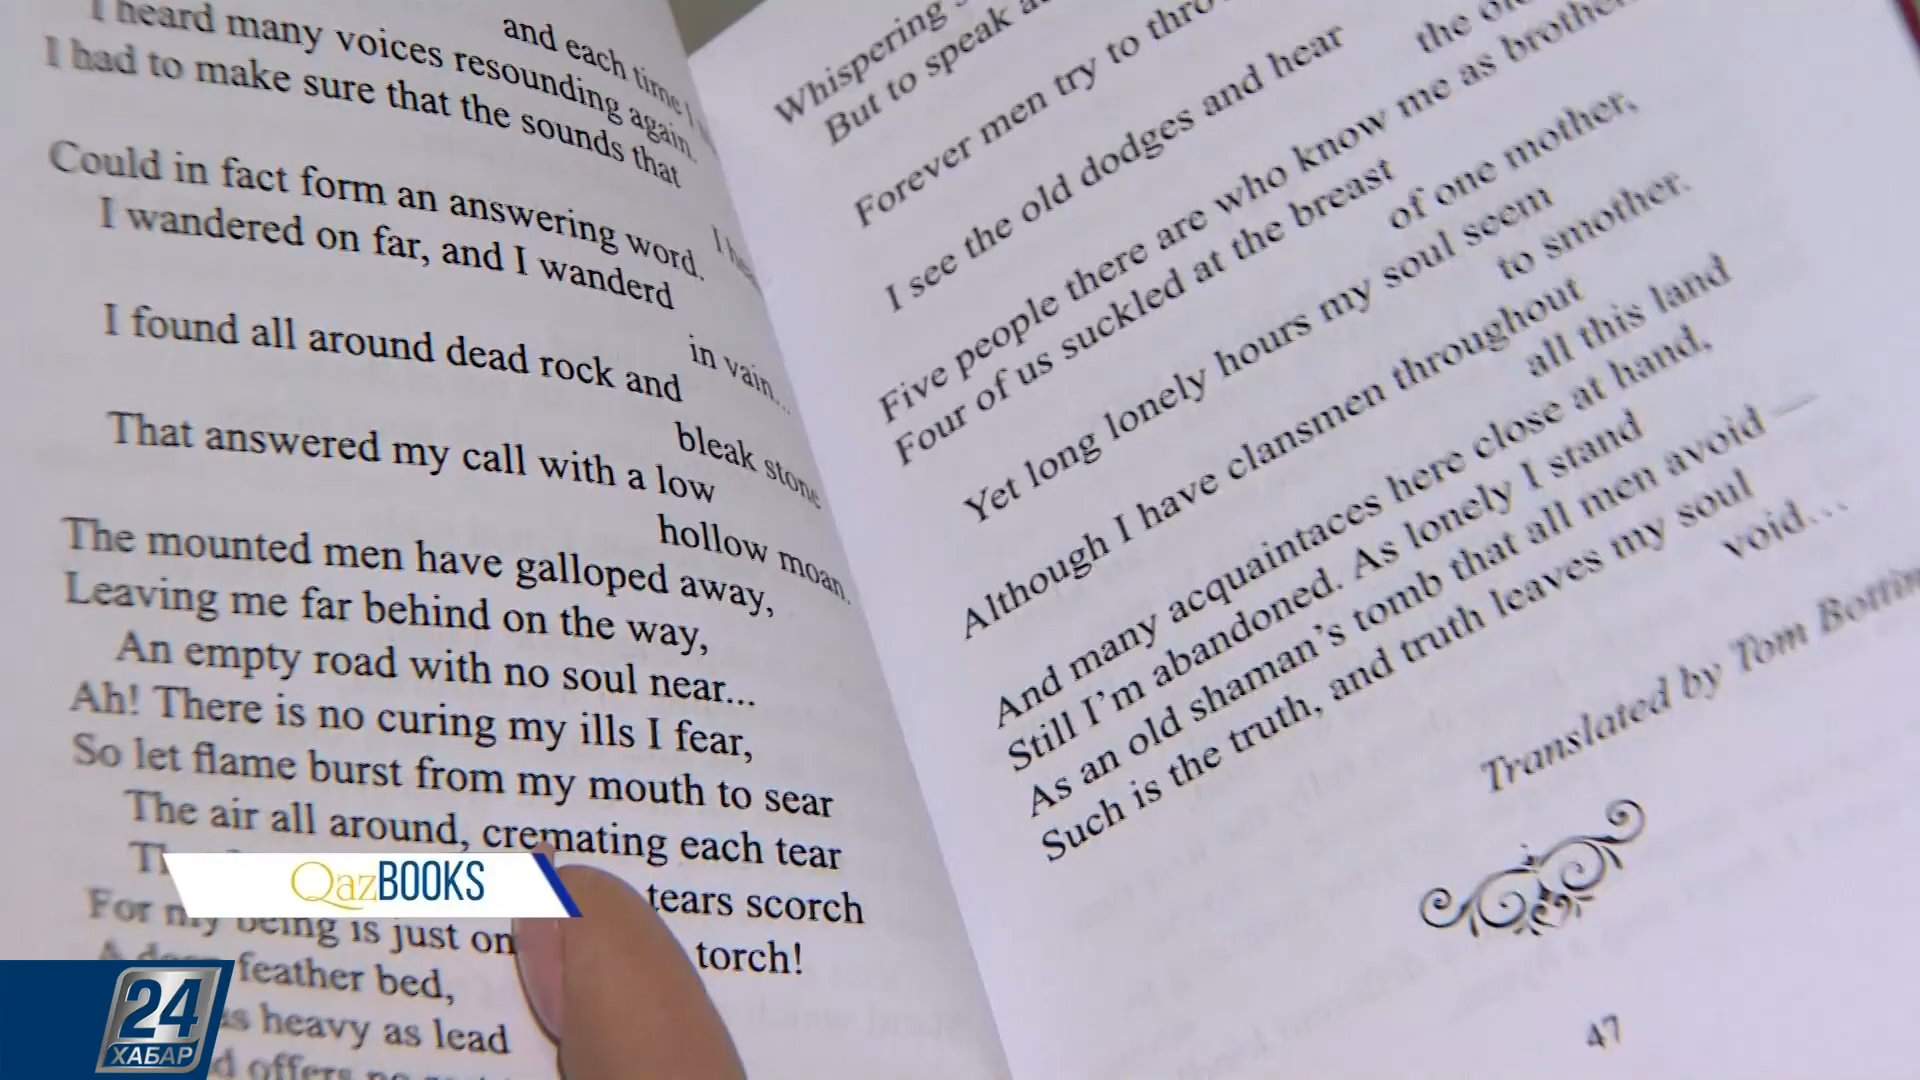 I heard many voices resounding again.
and each time I
I had to make sure that the sounds that
Could in fact form an answering word.
I wandered on far, and I wanderd
in vain...
I found all around dead rock and
bleak stone
That answered my call with a low
hollow moan.
The mounted men have galloped away,
Leaving me far behind on the way,
An empty road with no soul near...
Ah! There is no curing my ills I fear,
So let flame burst from my mouth to sear
The air all around, cremating each tear
tears scorch
For my being is just on
torch!
feather bed,
as heavy as lead
offers no
Whispering
But to speak
Forever men try to
the
I see the old dodges and hear
Five people there are who know me as brother
Four of us suckled at the breast
of one mother,
Yet long lonely hours my soul seem
to smother.
Although I have clansmen throughout
all this land
And many acquaintaces here close at hand,
Still I'm abandoned. As lonely I stand
As an old shaman's tomb that all men avoid —
Such is the truth, and truth leaves my soul
void...
Translated by Tom
47
QazBOOKS
24
ХАБАР